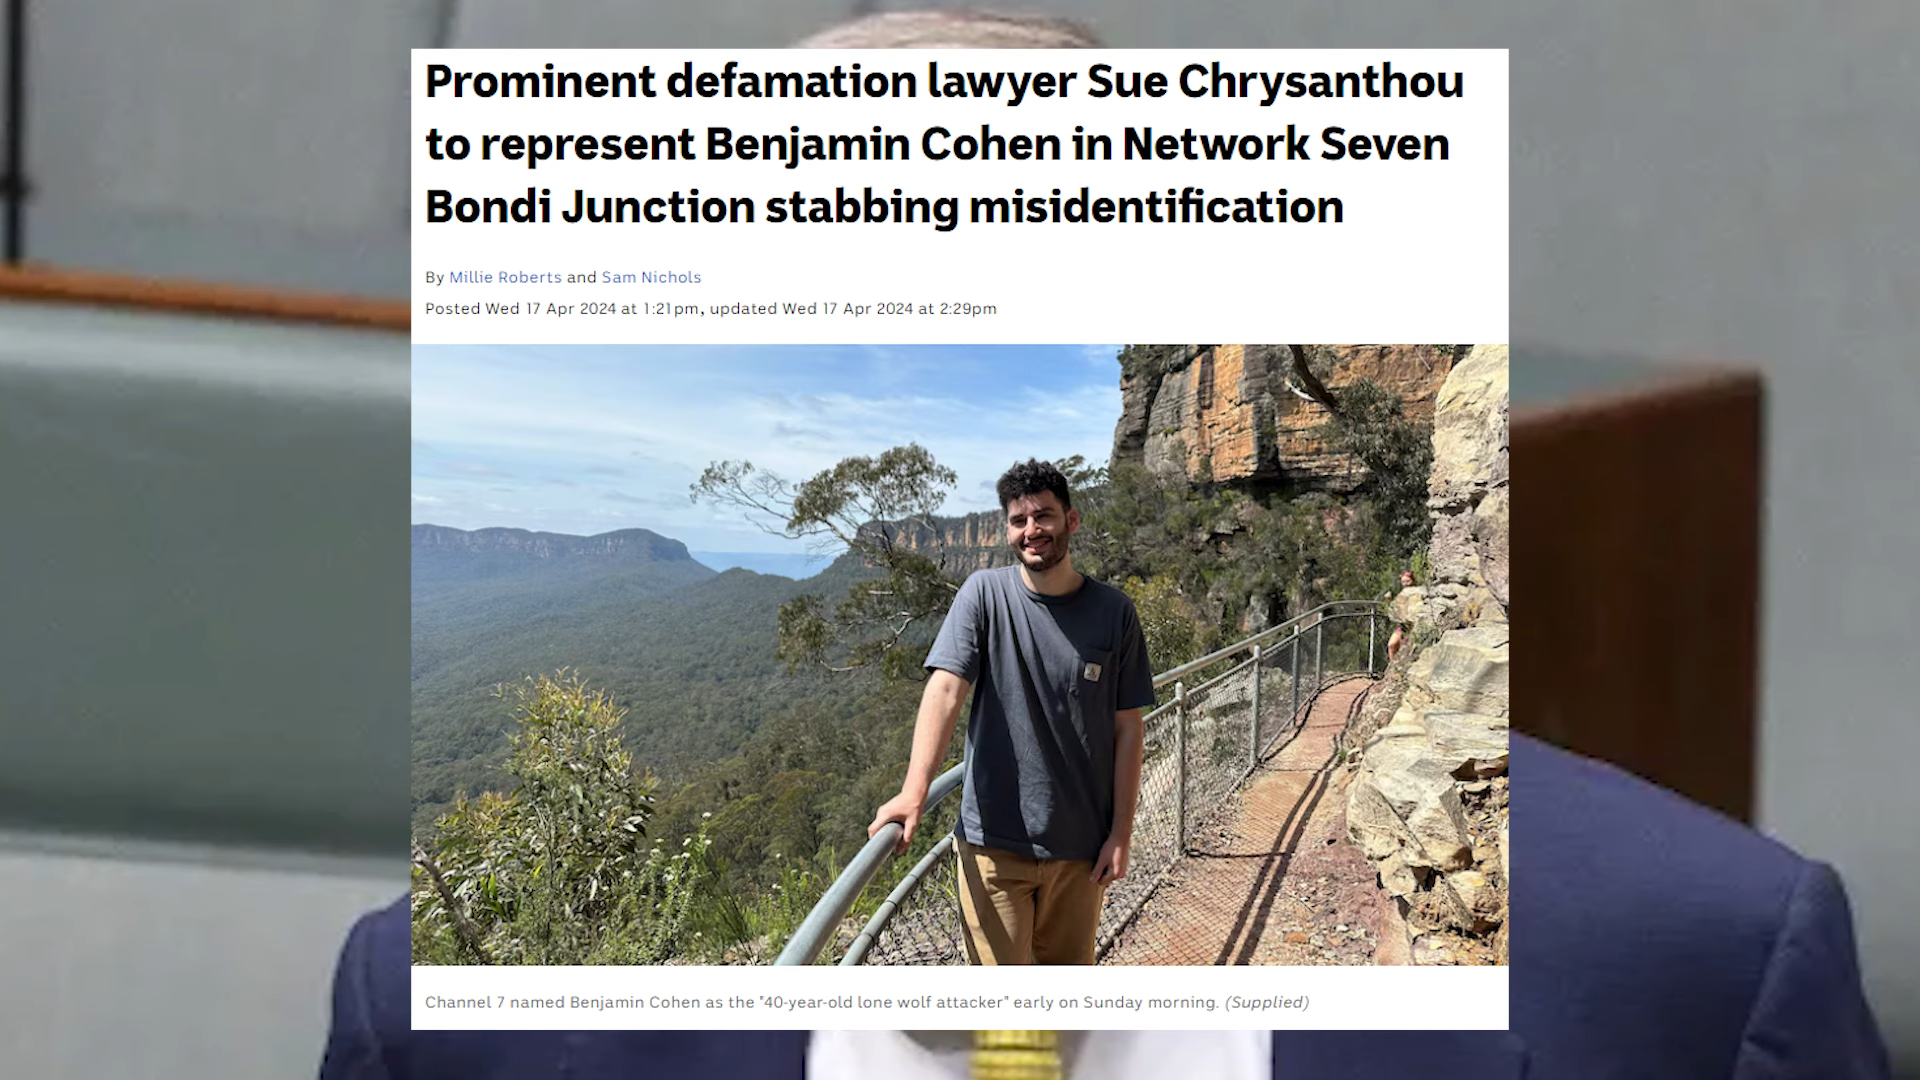 Prominent defamation lawyer Sue Chrysanthou
to represent Benjamin Cohen in Network Seven
Bondi Junction stabbing misidentification
By Millie Roberts and Sam Nichols
Posted Wed 17 Apr 2024 at 1:21pm, updated Wed 17 Apr 2024 at 2:29pm
Channel 7 named Benjamin Cohen as the "40-year-old lone wolf attacker" early on Sunday morning. (Supplied)